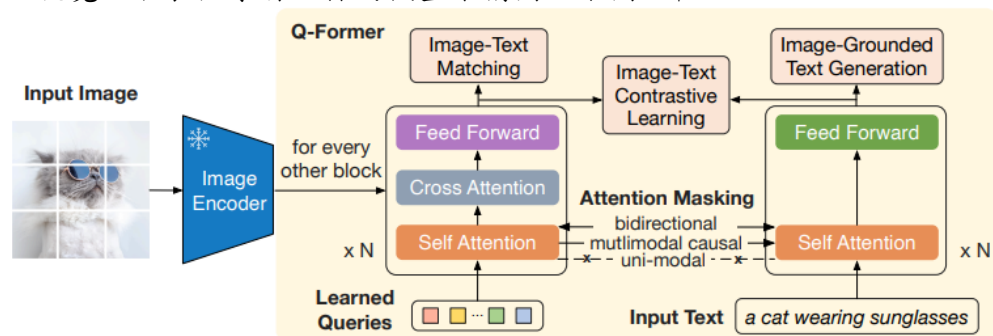 Q-Former
Image-Text
Matching
Image-Text
Contrastive
Learning
Image-Grounded
Text Generation
Input Image
Image
Encoder
for every
other block
Feed Forward
Cross Attention
Self Attention
x N
Attention Masking
bidirectional
mutlimodal causal
uni-modal
x
x
Feed Forward
Self Attention
x N
Learned
Queries
...
Input Text
a cat wearing sunglasses